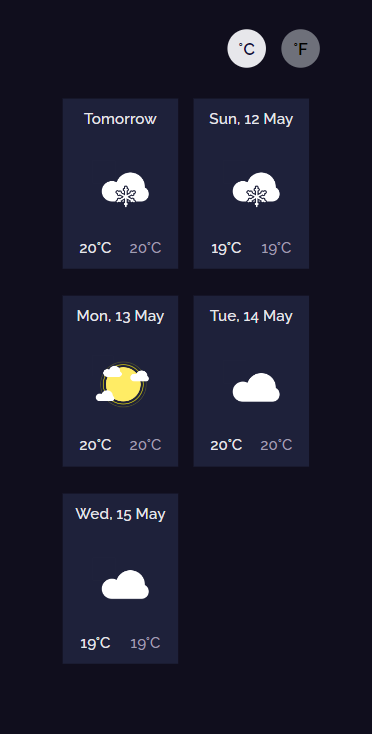 °C °F
Tomorrow
20°C 20°C
Sun, 12 May
19°C 19°C
Mon, 13 May
20°C 20°C
Tue, 14 May
20°C 20°C
Wed, 15 May
19°C 19°C